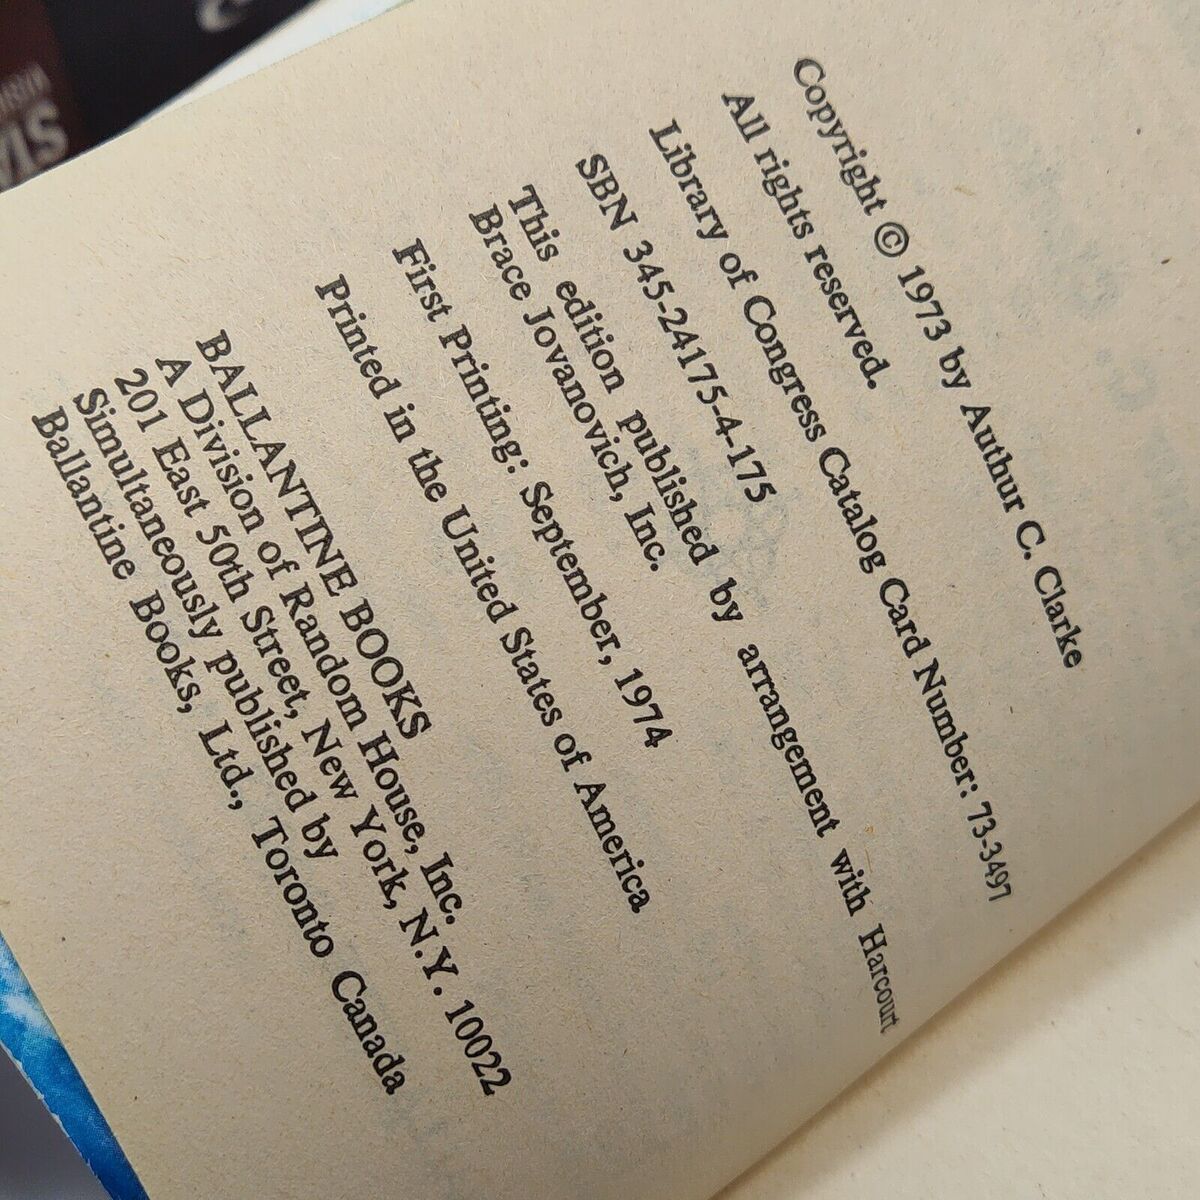 Copyright © 1973 by Authur C. Clarke
All rights reserved.
Library of Congress Catalog Card Number: 73-3497
SBN 345-24175-4-175
This edition published by arrangement with Harcourt
Brace Jovanovich, Inc.
First Printing: September, 1974
Printed in the United States of America
BALLANTINE BOOKS
A Division of Random House, Inc.
201 East 50th Street, New York, N.Y. 10022
Simultaneously published by
Ballantine Books, Ltd., Toronto Canada